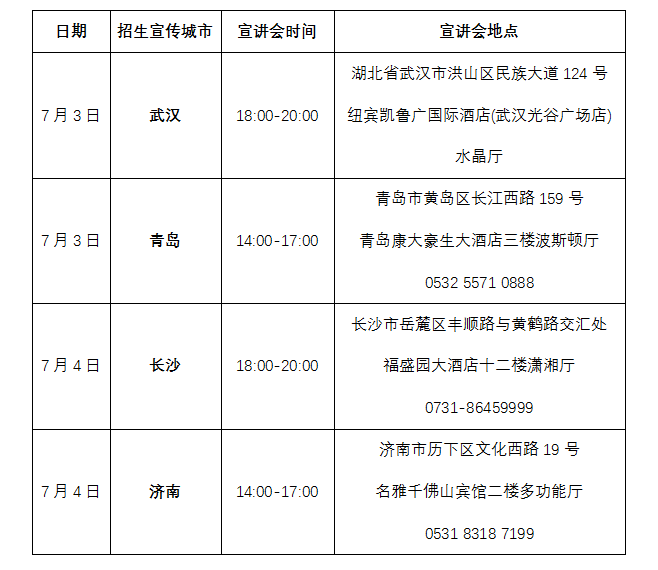 日期 招生宣传城市 宣讲会时间 宣讲会地点
7月3日 武汉 18:00-20:00 湖北省武汉市洪山区民族大道124号
纽宾凯鲁广国际酒店(武汉光谷广场店)
水晶厅
7月3日 青岛 14:00-17:00 青岛市黄岛区长江西路159号
青岛康大豪生大酒店三楼波斯顿厅
0532 5571 0888
7月4日 长沙 18:00-20:00 长沙市岳麓区丰顺路与黄鹤路交汇处
福盛园大酒店十二楼潇湘厅
0731-86459999
7月4日 济南 14:00-17:00 济南市历下区文化西路19号
名雅千佛山宾馆二楼多功能厅
0531 8318 7199